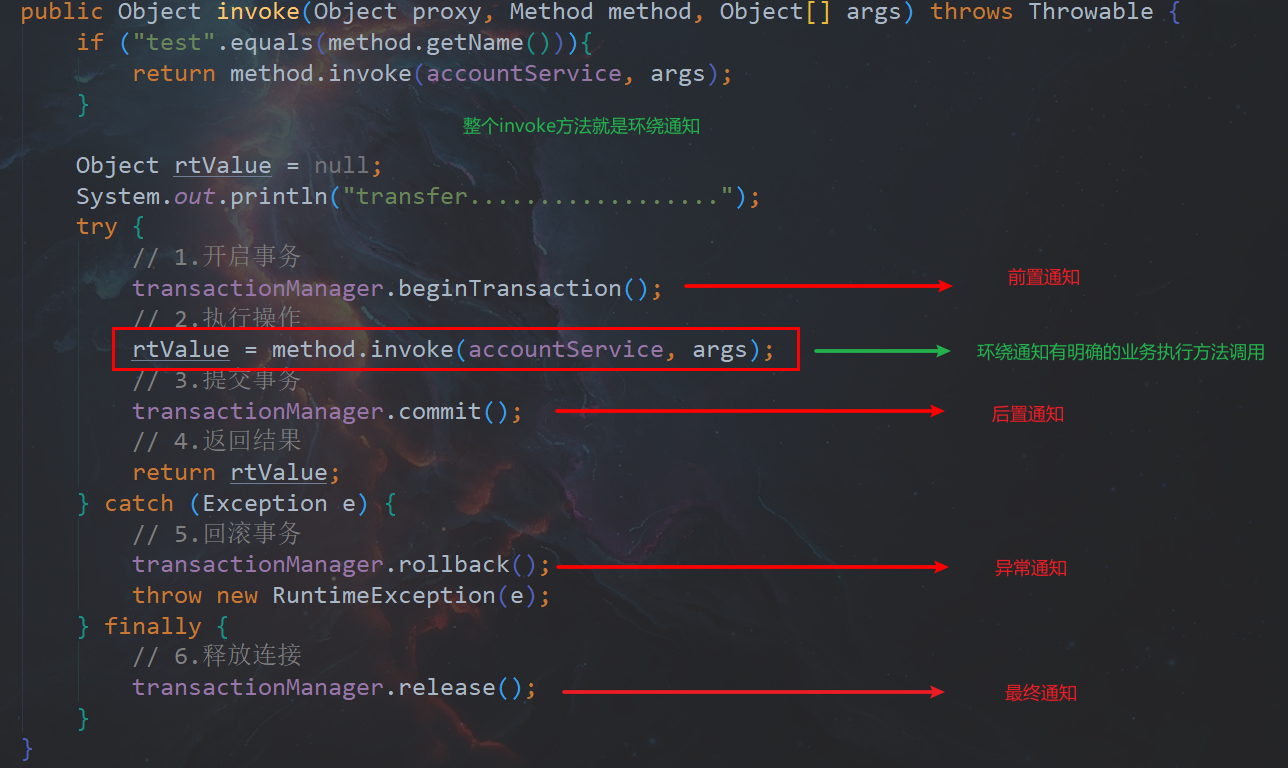 public Object invoke(Object proxy, Method method, Object[] args) throws Throwable {
if ("test".equals(method.getName())){
return method.invoke(accountService, args);
}
整个invoke方法就是环绕通知
Object rtValue = null;
System.out.println("transfer..................");
try {
// 1.开启事务
transactionManager.beginTransaction();
前置通知
// 2.执行操作
rtValue = method.invoke(accountService, args);
环绕通知有明确的业务执行方法调用
// 3.提交事务
transactionManager.commit();
后置通知
// 4.返回结果
return rtValue;
} catch (Exception e) {
// 5.回滚事务
transactionManager.rollback();
异常通知
throw new RuntimeException(e);
} finally {
// 6.释放连接
transactionManager.release();
最终通知
}
}